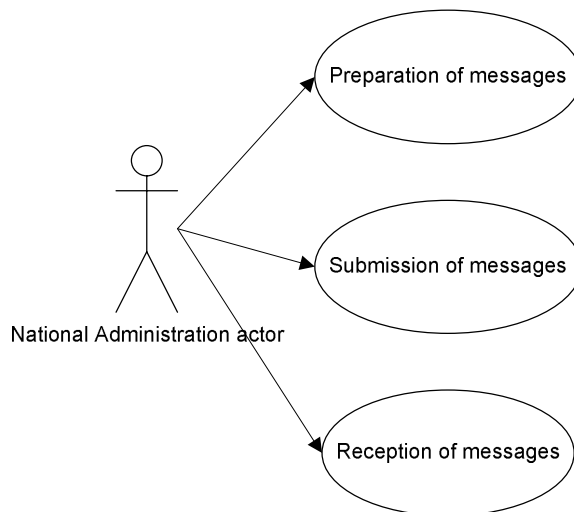 Preparation of messages
Submission of messages
National Administration actor
Reception of messages